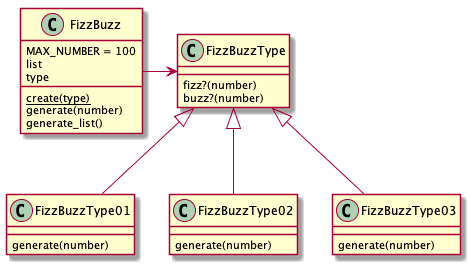 C FizzBuzz
MAX_NUMBER = 100
list
type
create(type)
generate(number)
generate_list()
C FizzBuzzType
fizz?(number)
buzz?(number)
C FizzBuzzType01
generate(number)
C FizzBuzzType02
generate(number)
C FizzBuzzType03
generate(number)